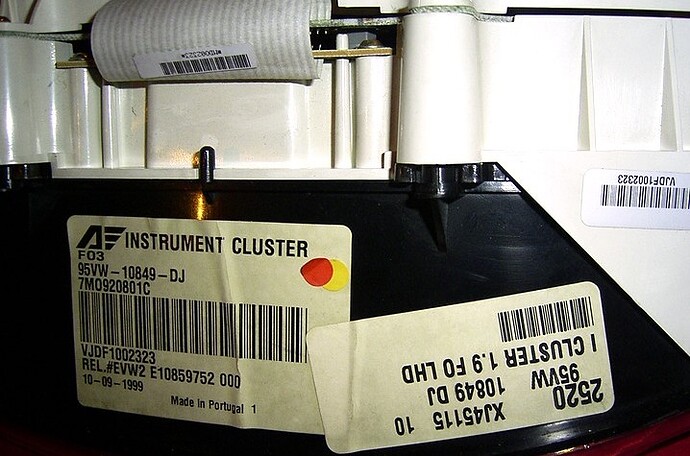 VJDF1002323
AF INSTRUMENT CLUSTER
F03
95VW-10849-DJ
7M0920801C
VJDF1002323
REL.#EVW2 E10859752 000
10-09-1999
Made in Portugal 1
2520 XJ45115 10
95VW 10849 DJ
I CLUSTER 1.9 FO LHD